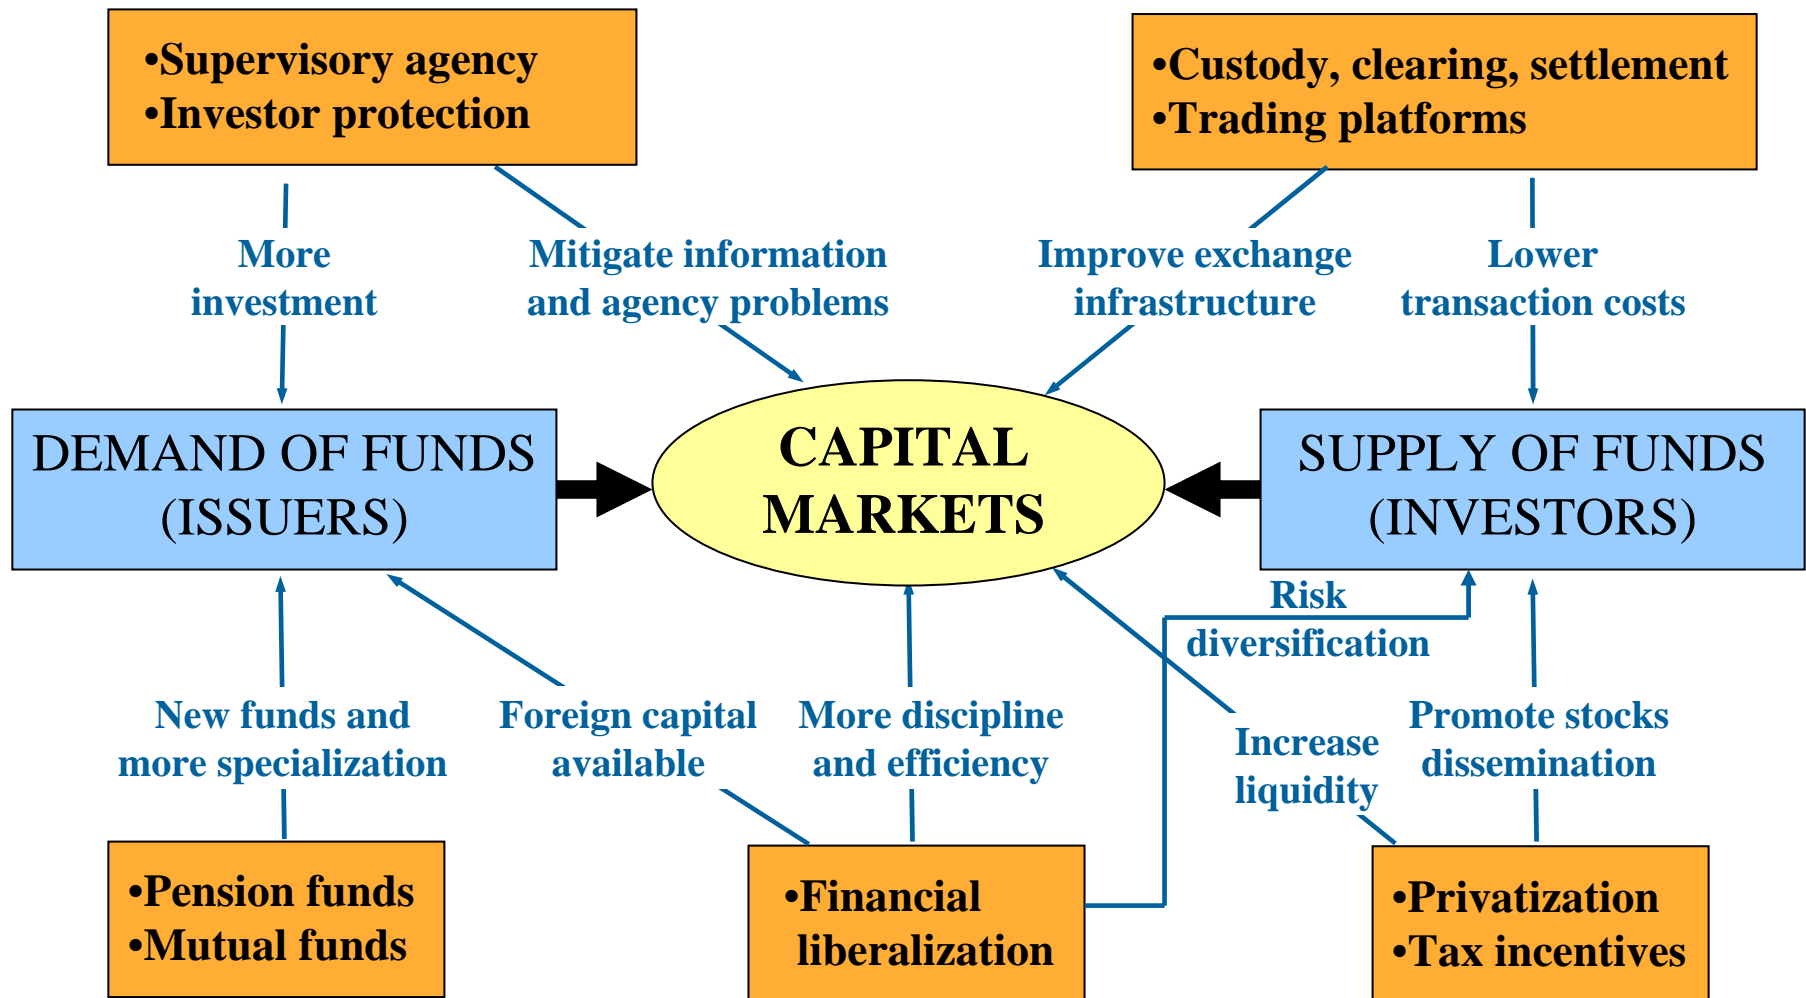 •Supervisory agency
•Investor protection
•Custody, clearing, settlement
•Trading platforms
More
investment
Mitigate information
and agency problems
Improve exchange
infrastructure
Lower
transaction costs
DEMAND OF FUNDS
(ISSUERS)
CAPITAL
MARKETS
SUPPLY OF FUNDS
(INVESTORS)
Risk
diversification
New funds and
more specialization
Foreign capital
available
More discipline
and efficiency
Increase
liquidity
Promote stocks
dissemination
•Pension funds
•Mutual funds
•Financial
liberalization
•Privatization
•Tax incentives